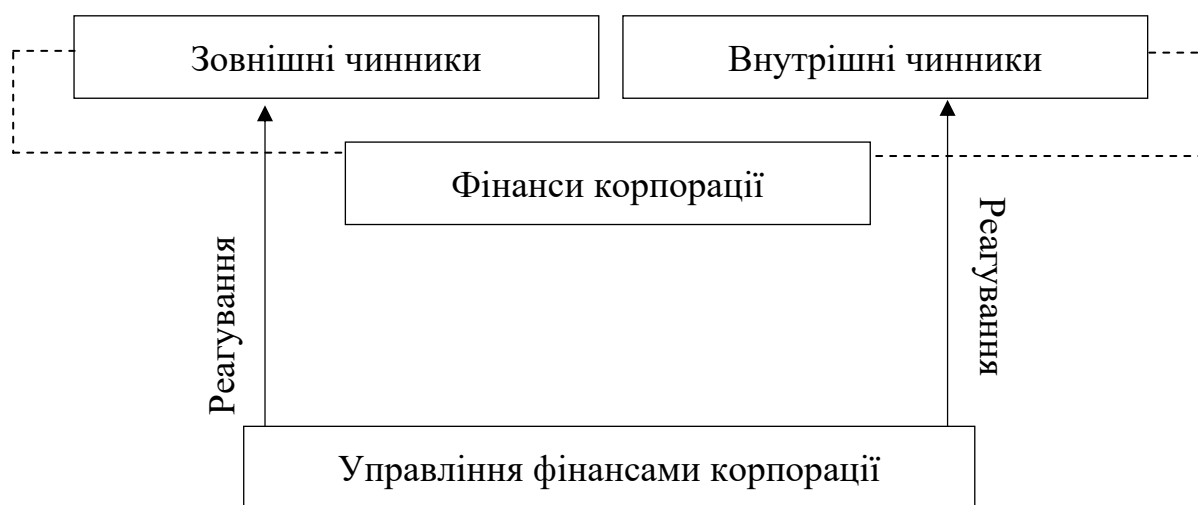 Зовнішні чинники
Внутрішні чинники
Фінанси корпорації
Реагування
Реагування
Управління фінансами корпорації